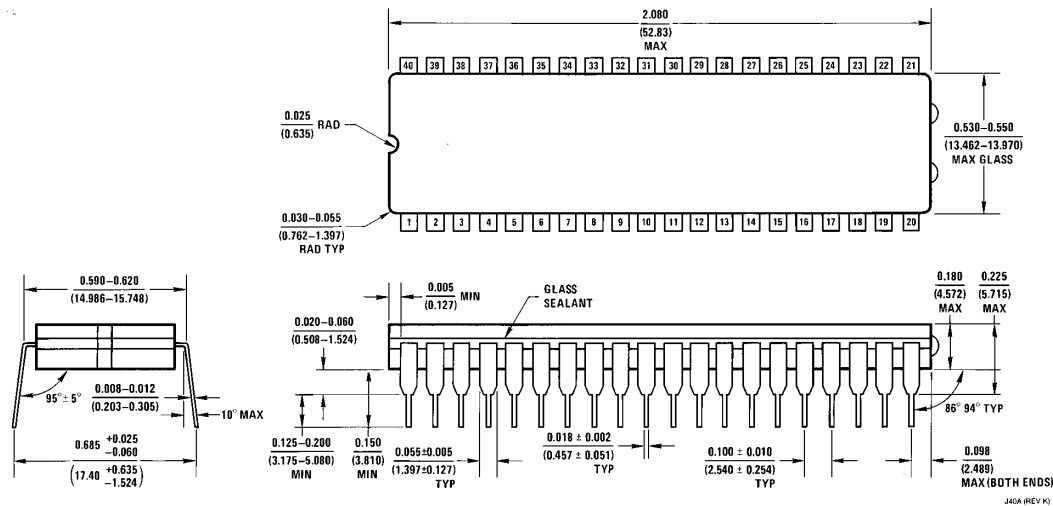 2.080
(52.83)
MAX
40 39 38 37 36 35 34 33 32 31 30 29 28 27 26 25 24 23 22 21
0.025
(0.635) RAD
0.530–0.550
(13.462–13.970)
MAX GLASS
0.030–0.055
(0.762–1.397)
RAD TYP
1 2 3 4 5 6 7 8 9 10 11 12 13 14 15 16 17 18 19 20
0.590–0.620
(14.986–15.748)
0.005
(0.127) MIN
GLASS
SEALANT
0.180
(4.572)
MAX
0.225
(5.715)
MAX
0.020–0.060
(0.508–1.524)
95° ± 5°
0.008–0.012
(0.203–0.305)
10° MAX
86° 94° TYP
0.685 +0.025
−0.060
(17.40 +0.635
−1.524)
0.125–0.200
(3.175–5.080)
MIN
0.150
(3.810)
MIN
0.055±0.005
(1.397±0.127)
TYP
0.018 ± 0.002
(0.457 ± 0.051)
TYP
0.100 ± 0.010
(2.540 ± 0.254)
TYP
0.098
(2.489)
MAX (BOTH ENDS)
J40A (REV K)